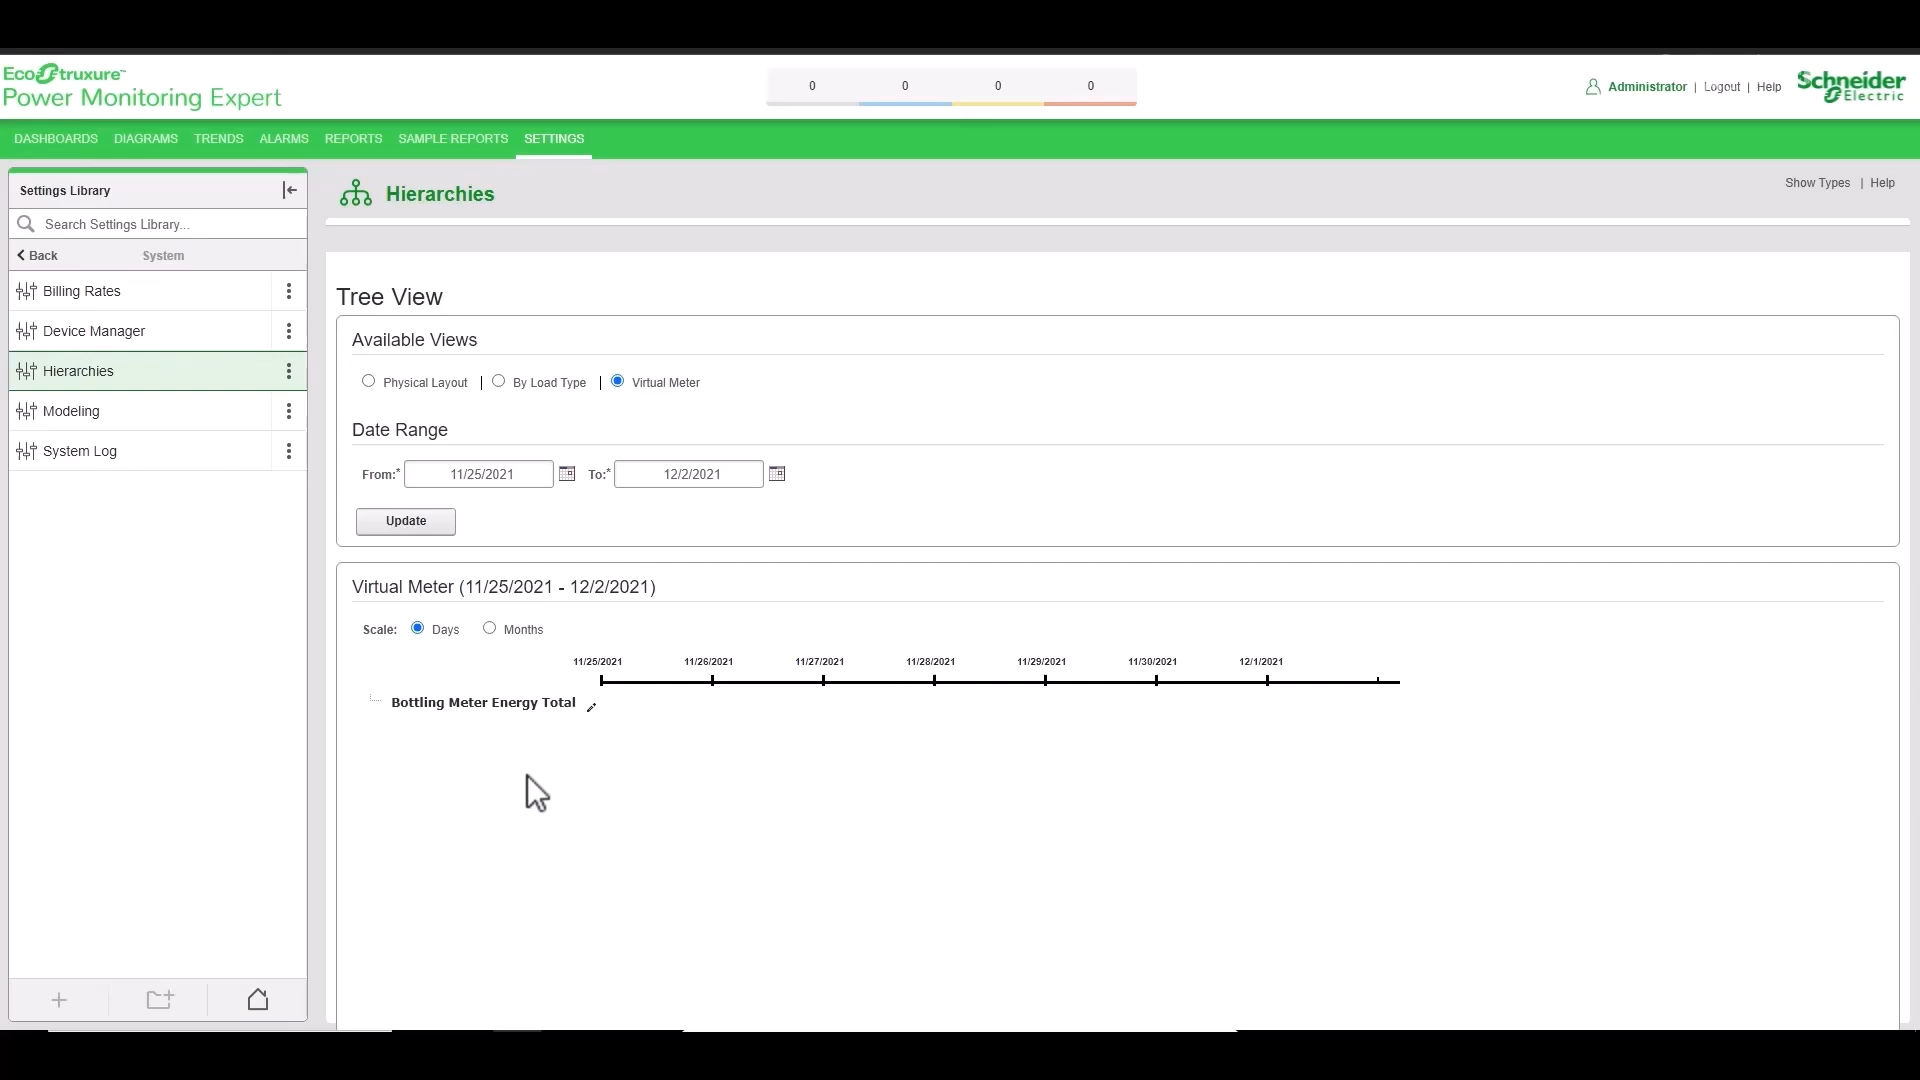 EcoStruxure™
Power Monitoring Expert
0 0 0 0
Administrator | Logout | Help
Schneider
Electric
DASHBOARDS DIAGRAMS TRENDS ALARMS REPORTS SAMPLE REPORTS SETTINGS
Settings Library
Search Settings Library...
Back System
Billing Rates
Device Manager
Hierarchies
Modeling
System Log
Hierarchies
Show Types | Help
Tree View
Available Views
Physical Layout | By Load Type | Virtual Meter
Date Range
From:* 11/25/2021 To:* 12/2/2021
Update
Virtual Meter (11/25/2021 - 12/2/2021)
Scale: Days Months
11/25/2021 11/26/2021 11/27/2021 11/28/2021 11/29/2021 11/30/2021 12/1/2021
Bottling Meter Energy Total